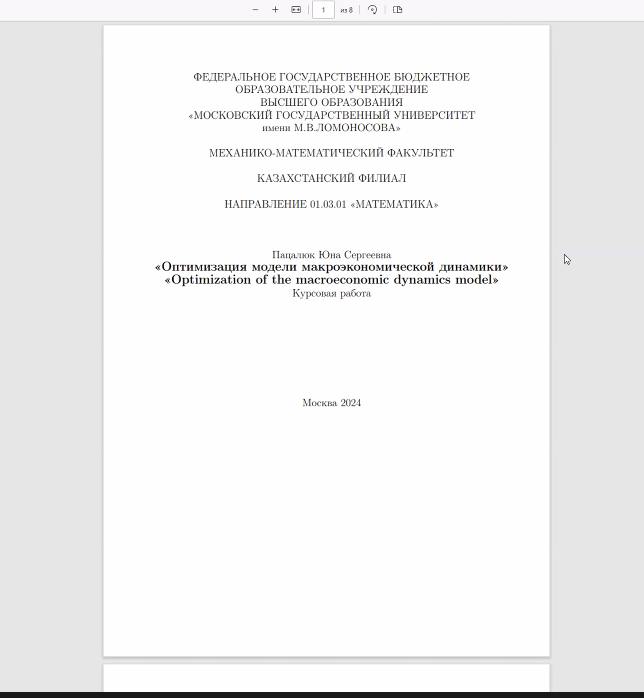 1 из 8
ФЕДЕРАЛЬНОЕ ГОСУДАРСТВЕННОЕ БЮДЖЕТНОЕ
ОБРАЗОВАТЕЛЬНОЕ УЧРЕЖДЕНИЕ
ВЫСШЕГО ОБРАЗОВАНИЯ
«МОСКОВСКИЙ ГОСУДАРСТВЕННЫЙ УНИВЕРСИТЕТ
имени М.В.ЛОМОНОСОВА»
МЕХАНИКО-МАТЕМАТИЧЕСКИЙ ФАКУЛЬТЕТ
КАЗАХСТАНСКИЙ ФИЛИАЛ
НАПРАВЛЕНИЕ 01.03.01 «МАТЕМАТИКА»
Пацалюк Юна Сергеевна
«Оптимизация модели макроэкономической динамики»
«Optimization of the macroeconomic dynamics model»
Курсовая работа
Москва 2024